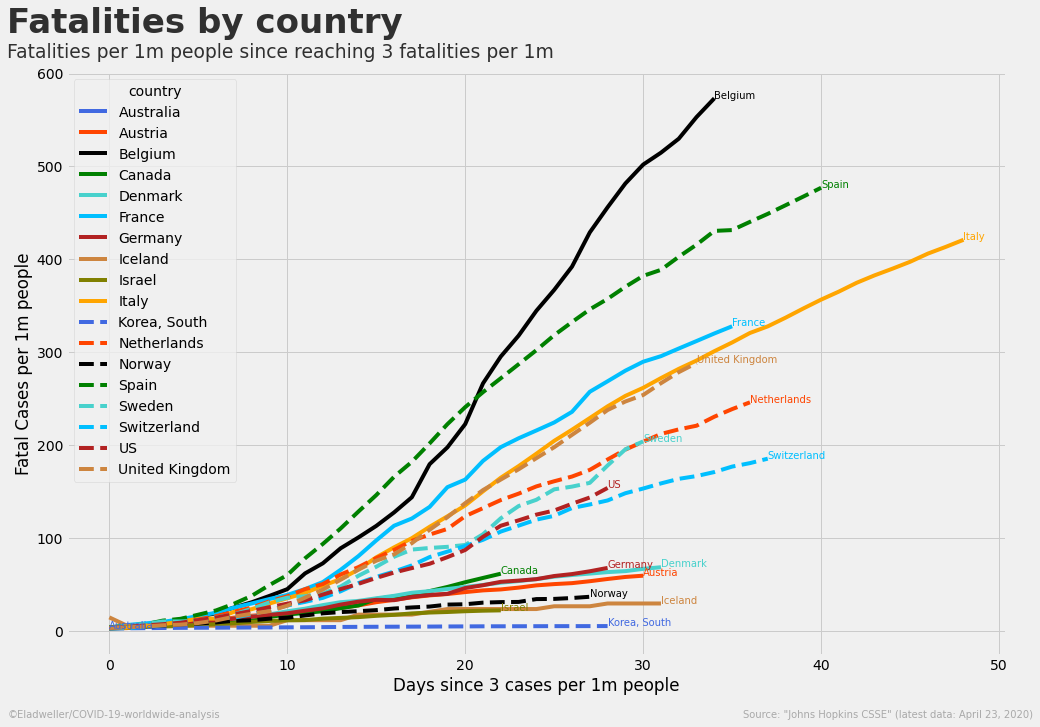 Fatalities by country
Fatalities per 1m people since reaching 3 fatalities per 1m
600
500
400
300
200
100
0
Fatal Cases per 1m people
country
Australia
Austria
Belgium
Canada
Denmark
France
Germany
Iceland
Israel
Italy
Korea, South
Netherlands
Norway
Spain
Sweden
Switzerland
US
United Kingdom
Belgium
Spain
Italy
France
United Kingdom
Netherlands
Sweden
Switzerland
US
Canada
Germany
Denmark
Austria
Norway
Iceland
Israel
Korea, South
0 10 20 30 40 50
Days since 3 cases per 1m people
©Eladweller/COVID-19-worldwide-analysis
Source: "Johns Hopkins CSSE" (latest data: April 23, 2020)